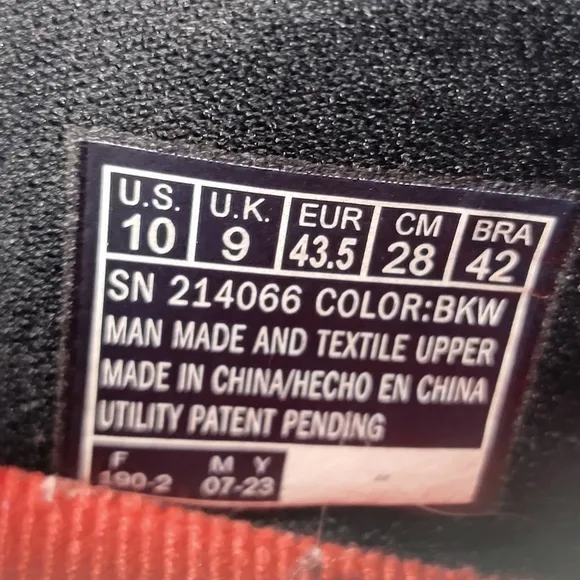 U.S. U.K. EUR CM BRA
10 9 43.5 28 42
SN 214066 COLOR:BKW
MAN MADE AND TEXTILE UPPER
MADE IN CHINA/HECHO EN CHINA
UTILITY PATENT PENDING
F M Y
190-2 07-23